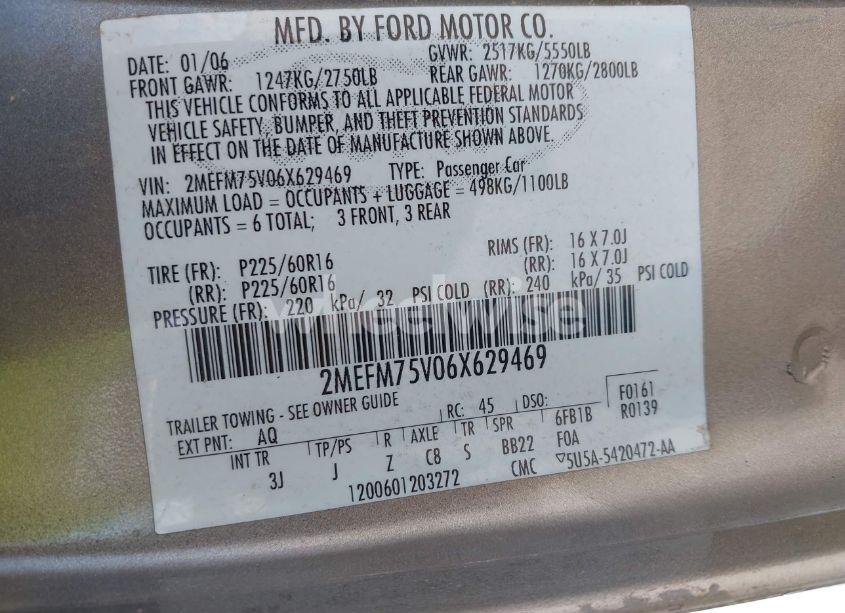 MFD. BY FORD MOTOR CO.
DATE: 01/06 GVWR: 2517KG/5550LB
FRONT GAWR: 1247KG/2750LB REAR GAWR: 1270KG/2800LB
THIS VEHICLE CONFORMS TO ALL APPLICABLE FEDERAL MOTOR
VEHICLE SAFETY, BUMPER, AND THEFT PREVENTION STANDARDS
IN EFFECT ON THE DATE OF MANUFACTURE SHOWN ABOVE.
VIN: 2MEFM75V06X629469 TYPE: Passenger Car
MAXIMUM LOAD = OCCUPANTS + LUGGAGE = 498KG/1100LB
OCCUPANTS = 6 TOTAL; 3 FRONT, 3 REAR
TIRE (FR): P225/60R16 RIMS (FR): 16 X 7.0J
(RR): P225/60R16 (RR): 16 X 7.0J
PRESSURE (FR): 220 kPa/ 32 PSI COLD (RR): 240 kPa/ 35 PSI COLD
wheelwise
2MEFM75V06X629469
TRAILER TOWING - SEE OWNER GUIDE
EXT PNT: AQ RC: 45 DSO: F0161
R0139
INT TR TP/PS R AXLE TR SPR 6FB1B
3J J Z C8 S BB22 F0A
1200601203272 CMC ▽5U5A-5420472-AA